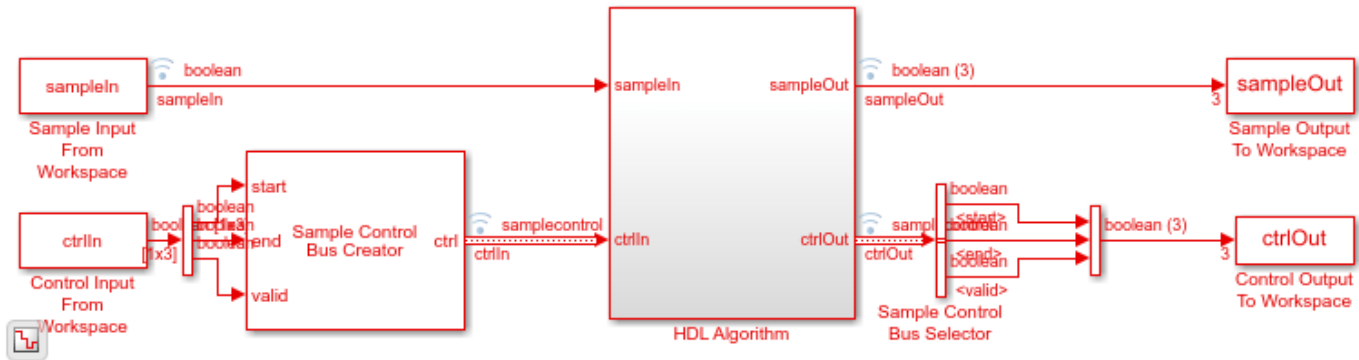 boolean
boolean (3)
sampleIn
sampleIn
sampleOut
sampleOut
sampleIn
sampleOut
3
Sample Input
From
Workspace
Sample Output
To Workspace
start
end
valid
Sample Control
Bus Creator
ctrl
boolean
boolean
[1x3]
ctrlIn
samplecontrol
ctrlIn
ctrlIn
ctrlOut
ctrlOut
boolean
<start>
<end>
boolean
<valid>
boolean (3)
3
ctrlOut
Control Input
From
Workspace
HDL Algorithm
Sample Control
Bus Selector
Control Output
To Workspace